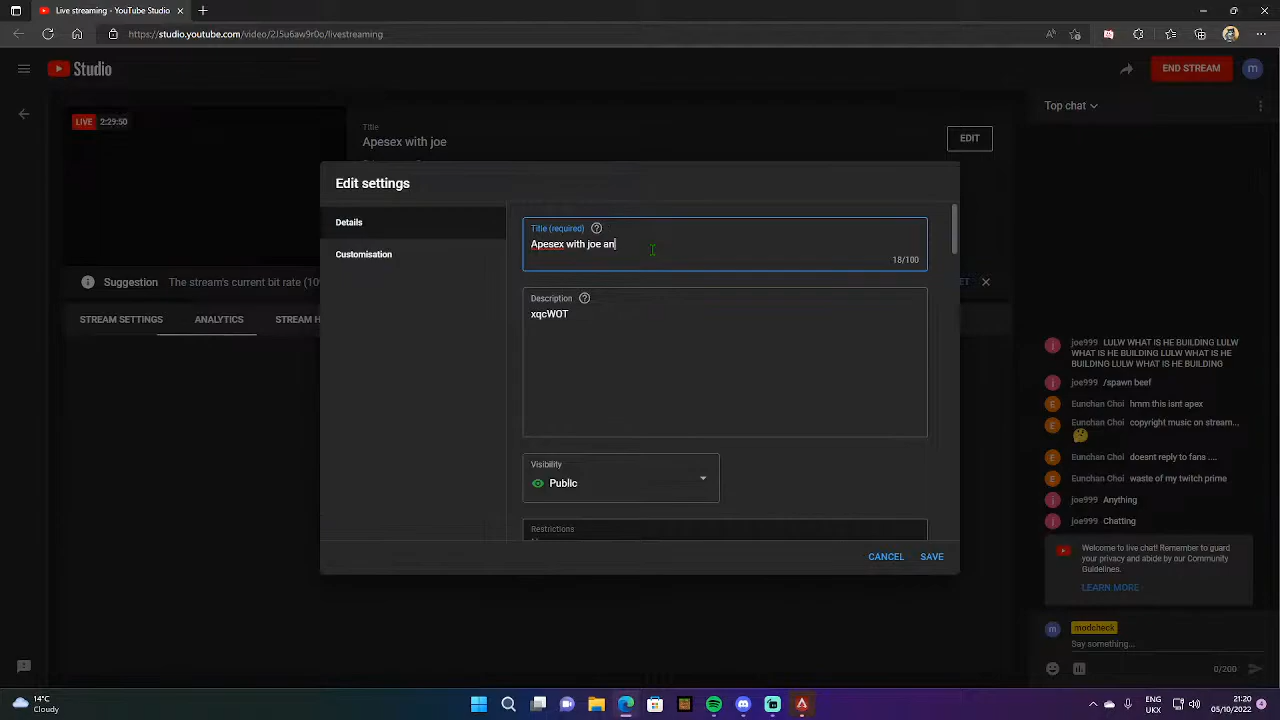 Live streaming - YouTube Studio
https://studio.youtube.com/video/2J5u6aw9r0o/livestreaming
Studio
END STREAM
m
LIVE 2:29:50
Title
Apesex with joe
EDIT
Top chat
Edit settings
Details
Customisation
Title (required)
Apesex with joe an
18/100
Description
xqcWOT
Visibility
Public
Restrictions
CANCEL
SAVE
Suggestion The stream's current bit rate
STREAM SETTINGS
ANALYTICS
STREAM H
joe999 LULW WHAT IS HE BUILDING LULW
WHAT IS HE BUILDING LULW WHAT IS HE
BUILDING LULW WHAT IS HE BUILDING
joe999 /spawn beef
E Eunchan Choi hmm this isnt apex
E Eunchan Choi copyright music on stream...
E Eunchan Choi doesnt reply to fans ....
E Eunchan Choi waste of my twitch prime
joe999 Anything
joe999 Chatting
Welcome to live chat! Remember to guard
your privacy and abide by our Community
Guidelines.
LEARN MORE
m modcheck
Say something...
0/200
14°C
Cloudy
ENG
UKX
21:20
05/10/2022